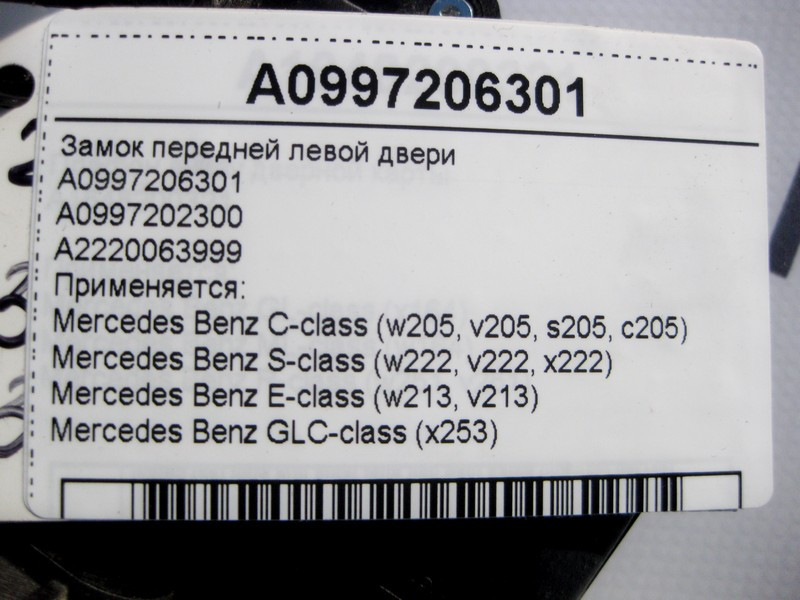 A0997206301
Замок передней левой двери
A0997206301
A0997202300
A2220063999
Применяется:
Mercedes Benz C-class (w205, v205, s205, c205)
Mercedes Benz S-class (w222, v222, x222)
Mercedes Benz E-class (w213, v213)
Mercedes Benz GLC-class (x253)